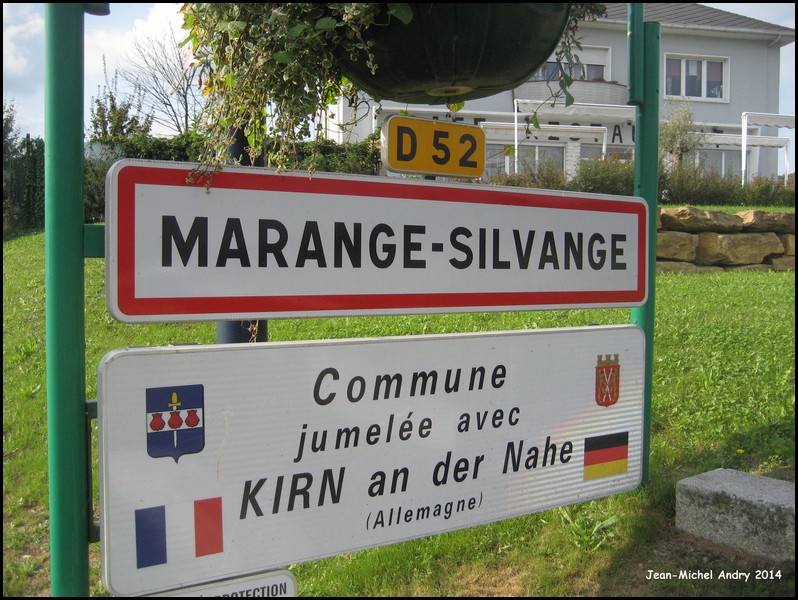 D 52
MARANGE-SILVANGE
Commune
jumelée avec
KIRN an der Nahe
(Allemagne)
PROTECTION
Jean-Michel Andry 2014